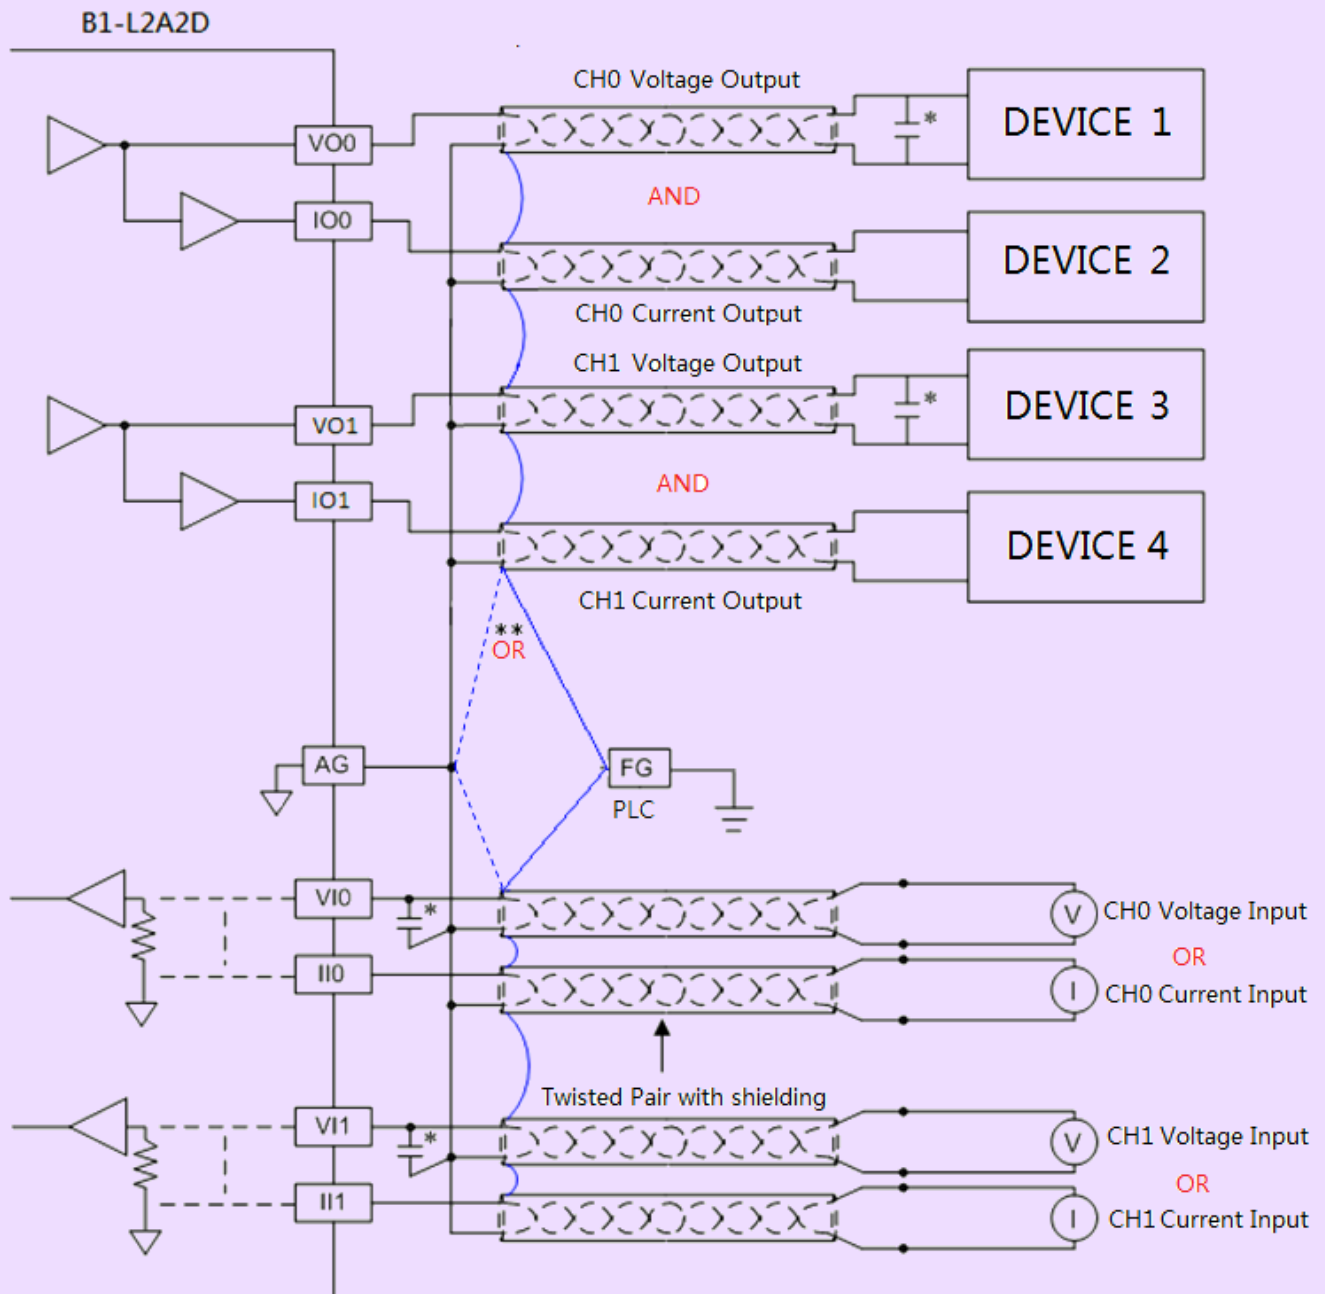 B1-L2A2D
CH0 Voltage Output
VO0
*
DEVICE 1
AND
IO0
DEVICE 2
CH0 Current Output
CH1 Voltage Output
VO1
*
DEVICE 3
AND
IO1
DEVICE 4
CH1 Current Output
**
OR
AG
FG
PLC
VI0
*
V
CH0 Voltage Input
OR
II0
I
CH0 Current Input
Twisted Pair with shielding
VI1
*
V
CH1 Voltage Input
OR
II1
I
CH1 Current Input